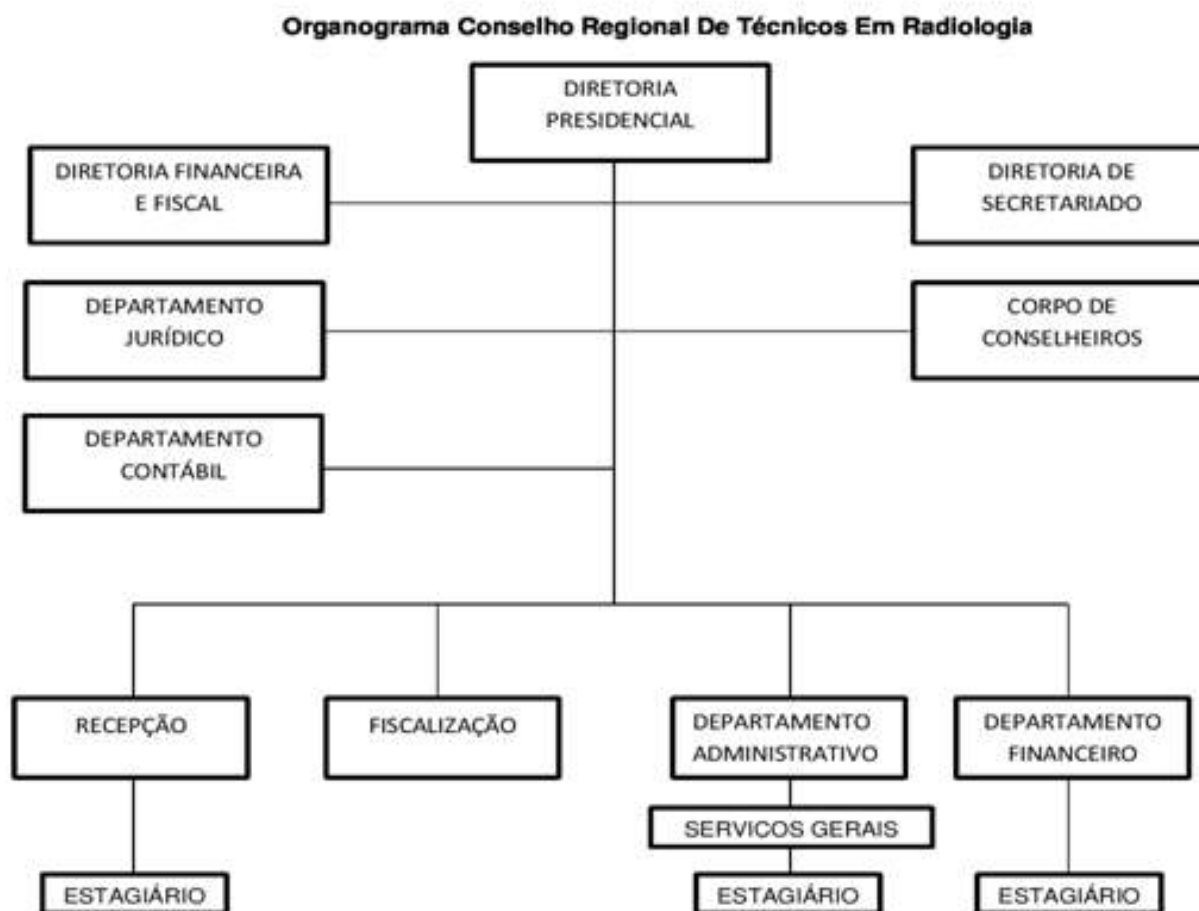 Organograma Conselho Regional De Técnicos Em Radiologia
DIRETORIA
PRESIDENCIAL
DIRETORIA FINANCEIRA
E FISCAL
DIRETORIA DE
SECRETARIADO
DEPARTAMENTO
JURÍDICO
CORPO DE
CONSELHEIROS
DEPARTAMENTO
CONTÁBIL
RECEPÇÃO
FISCALIZAÇÃO
DEPARTAMENTO
ADMINISTRATIVO
DEPARTAMENTO
FINANCEIRO
SERVICOS GERAIS
ESTAGIÁRIO
ESTAGIÁRIO
ESTAGIÁRIO